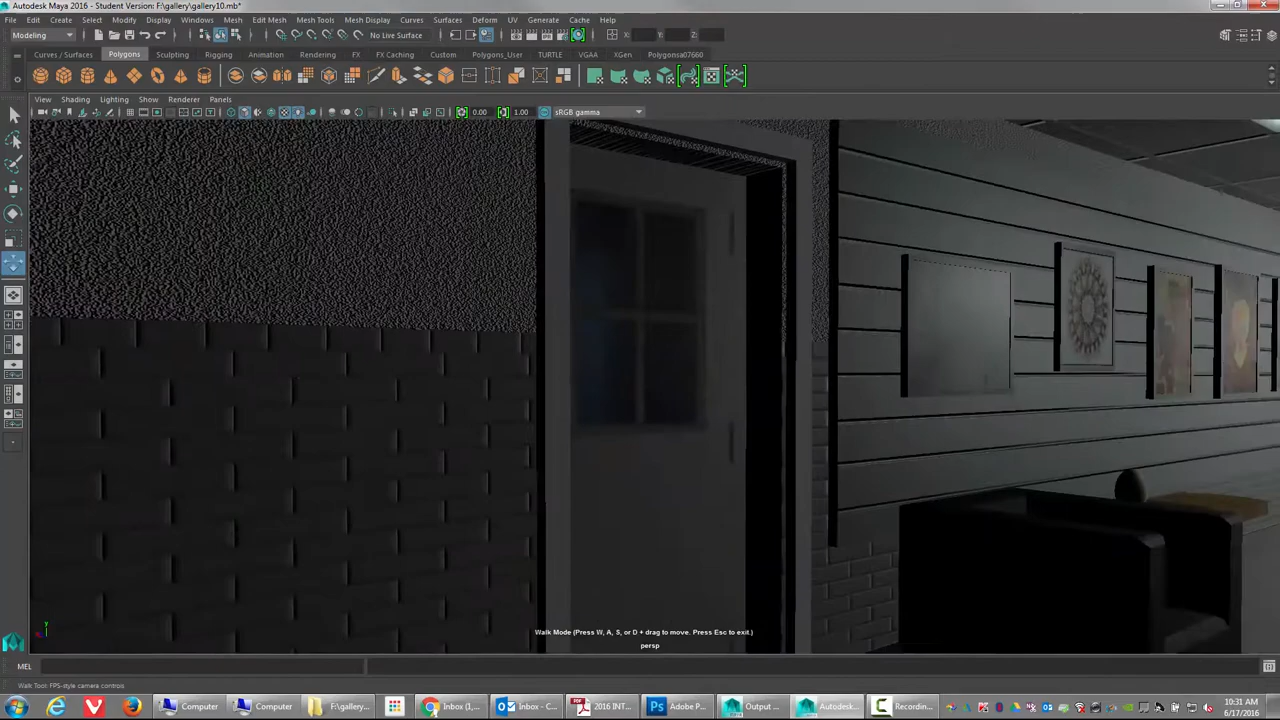 Autodesk Maya 2016 - Student Version: F:\gallery\gallery10.mb*
File Edit Create Select Modify Display Windows Mesh Edit Mesh Mesh Tools Mesh Display Curves Surfaces Deform UV Generate Cache Help
Modeling No Live Surface X: Y: Z:
Curves / Surfaces Polygons Sculpting Rigging Animation Rendering FX FX Caching Custom Polygons_User TURTLE VGAA XGen Polygonsa07660
View Shading Lighting Show Renderer Panels
0.00 1.00 sRGB gamma
Walk Mode (Press W, A, S, or D + drag to move. Press Esc to exit.)
y
persp
MEL
Walk Tool: FPS-style camera controls
Computer Computer F:\gallery... Inbox (1,... Inbox - C... 2016 INT... Adobe P... Output ... Autodesk... Recording... 10:31 AM
6/17/2016